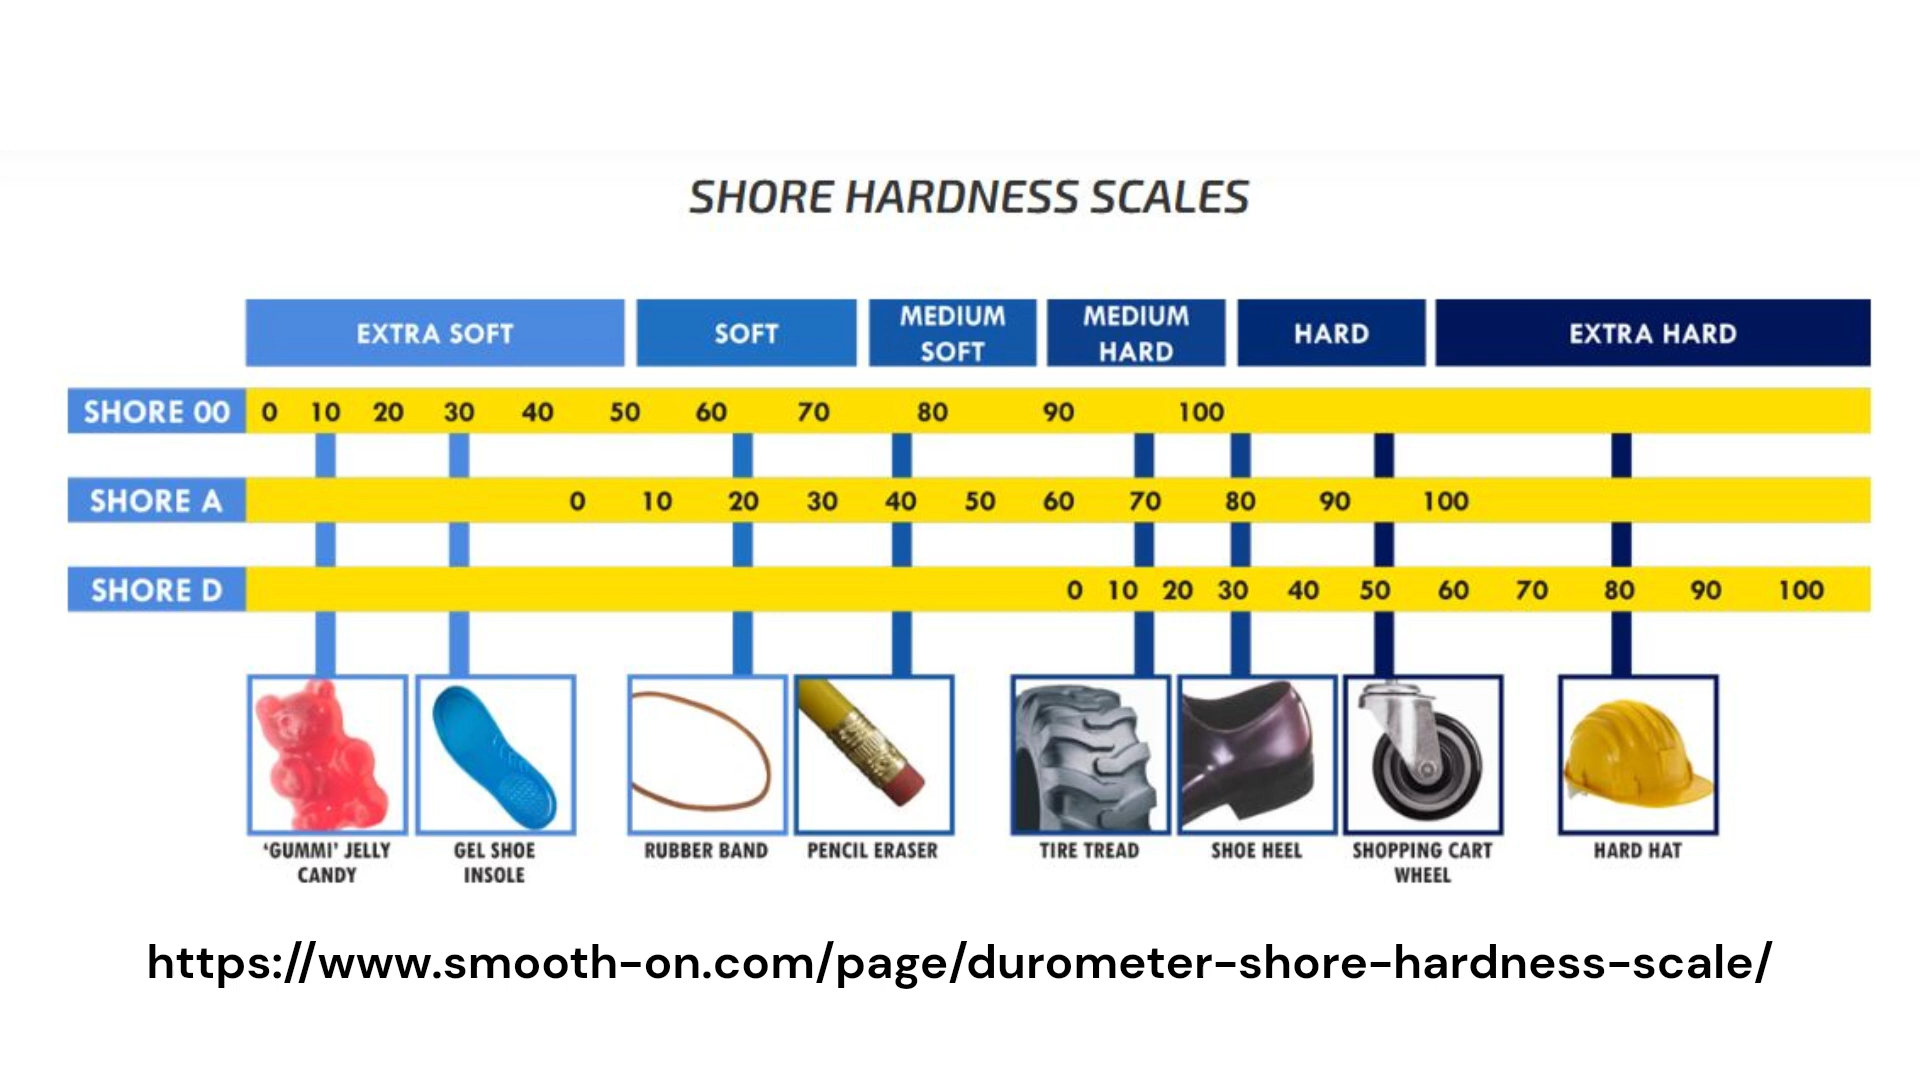 SHORE HARDNESS SCALES
EXTRA SOFT SOFT MEDIUM SOFT MEDIUM HARD HARD EXTRA HARD
SHORE 00 0 10 20 30 40 50 60 70 80 90 100
SHORE A 0 10 20 30 40 50 60 70 80 90 100
SHORE D 0 10 20 30 40 50 60 70 80 90 100
‘GUMMI’ JELLY CANDY GEL SHOE INSOLE RUBBER BAND PENCIL ERASER TIRE TREAD SHOE HEEL SHOPPING CART WHEEL HARD HAT
https://www.smooth-on.com/page/durometer-shore-hardness-scale/